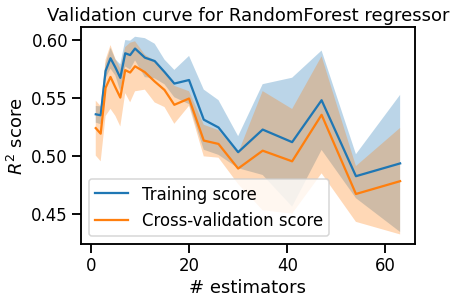 Validation curve for RandomForest regressor
0.60
0.55
0.50
0.45
R² score
Training score
Cross-validation score
0 20 40 60
# estimators